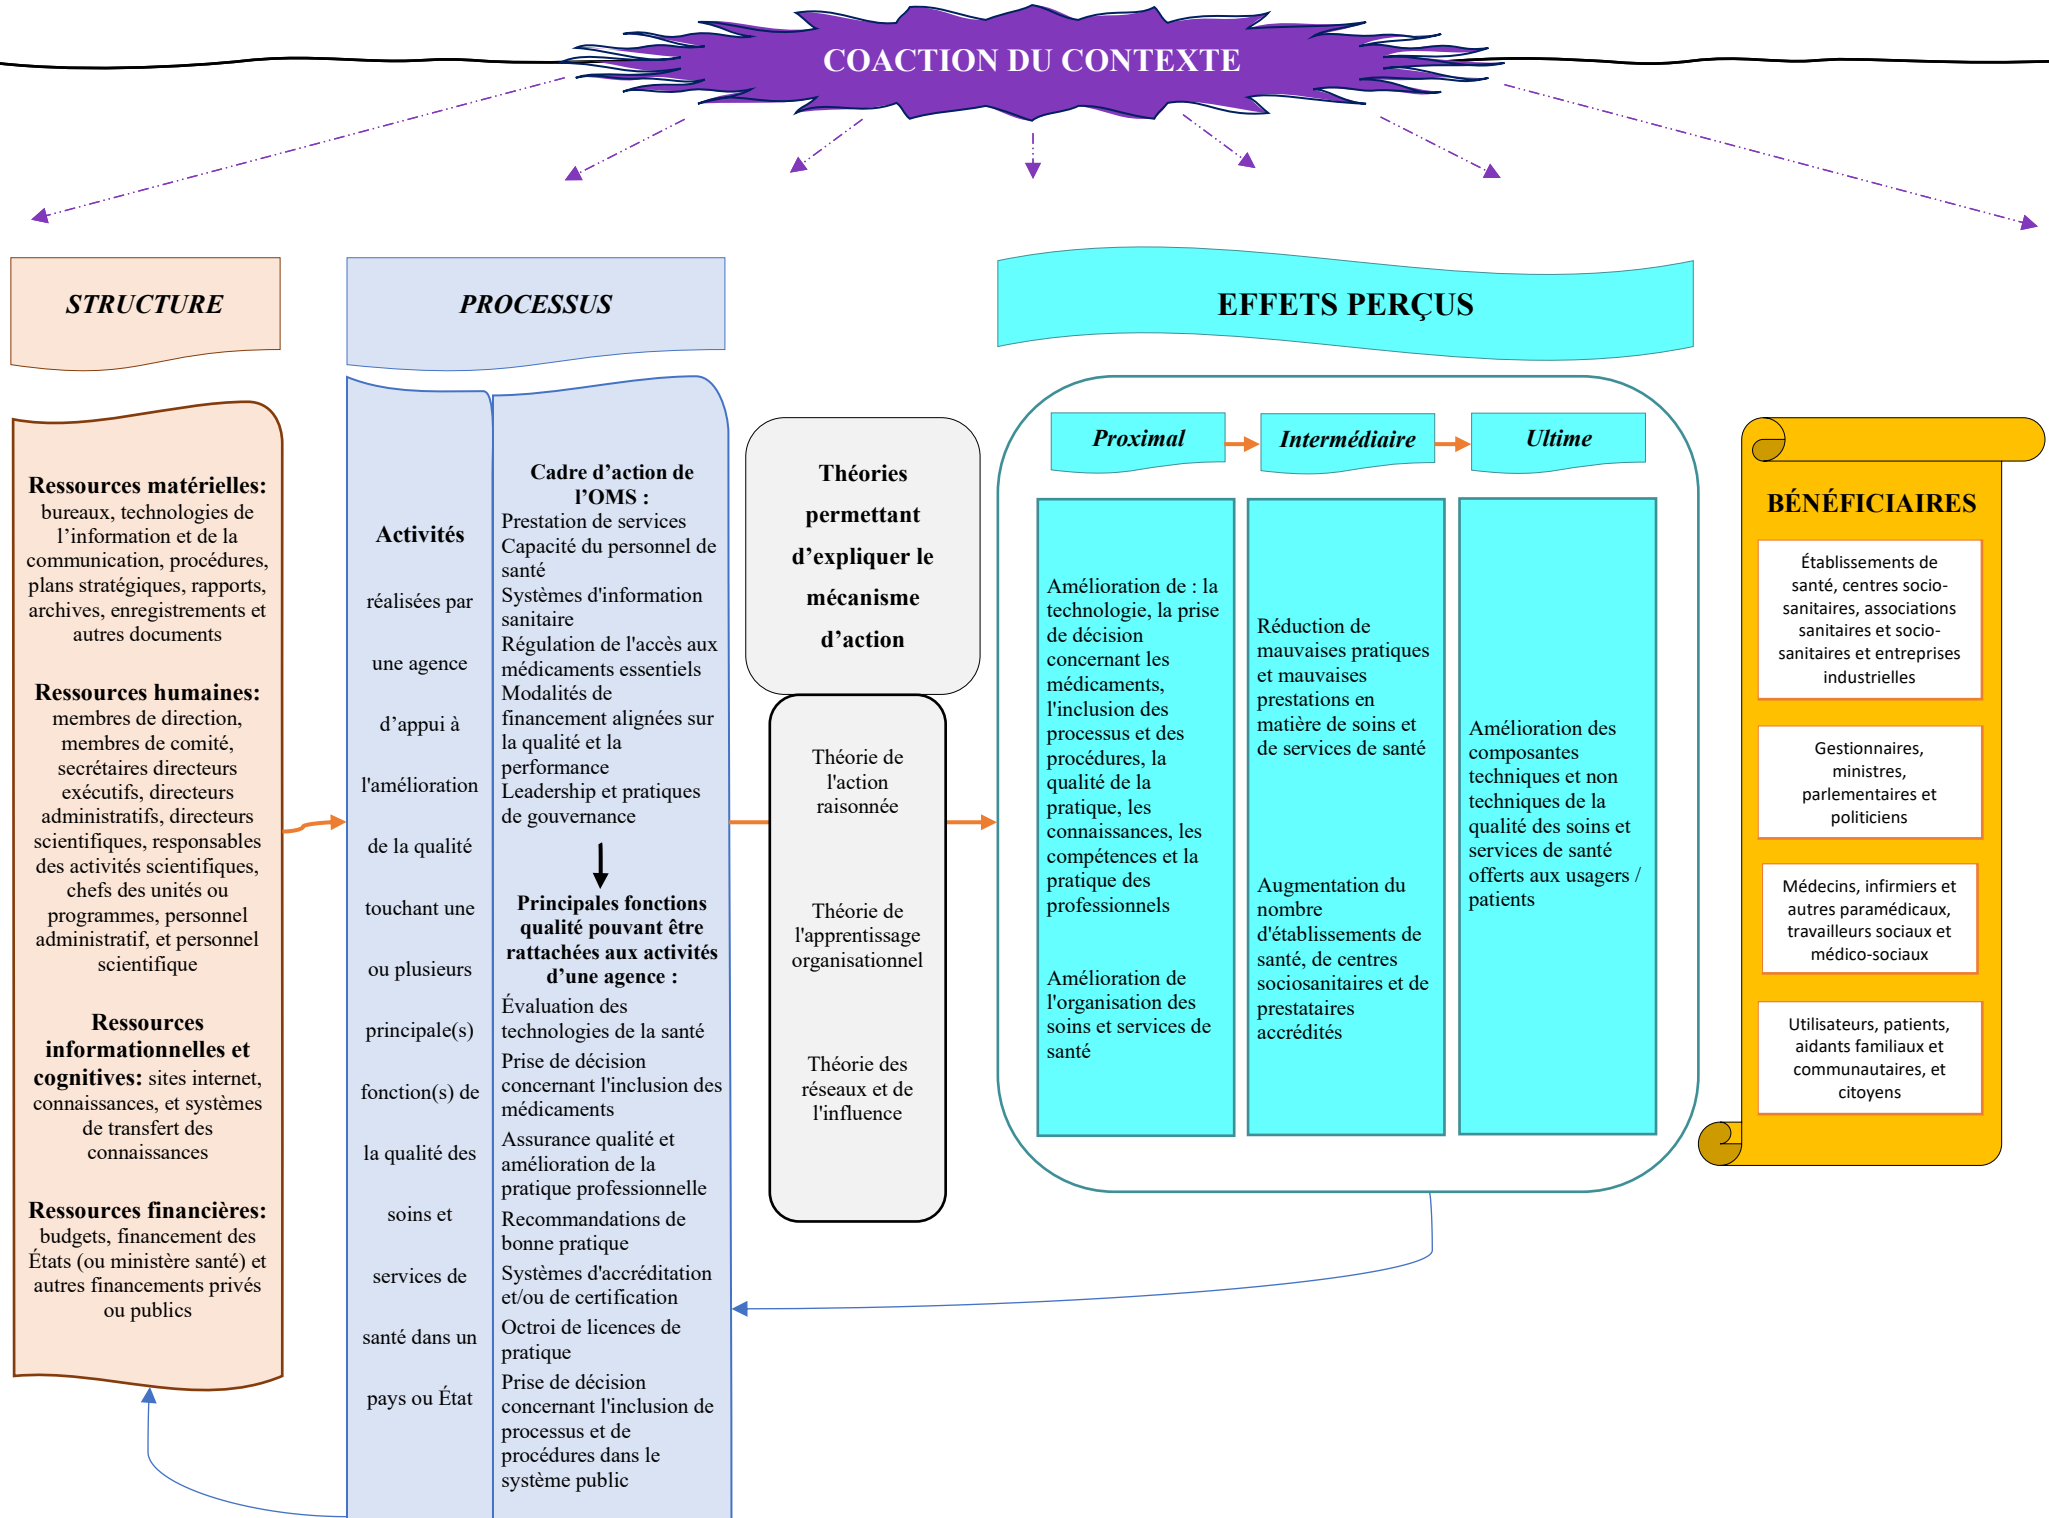 COACTION DU CONTEXTE
STRUCTURE
Ressources matérielles:
bureaux, technologies de
l'information et de la
communication, procédures,
plans stratégiques, rapports,
archives, enregistrements et
autres documents
Ressources humaines:
membres de direction,
membres de comité,
secrétaires directeurs
exécutifs, directeurs
administratifs, directeurs
scientifiques, responsables
des activités scientifiques,
chefs des unités ou
programmes, personnel
administratif, et personnel
scientifique
Ressources
informationnelles et
cognitives: sites internet,
connaissances, et systèmes
de transfert des
connaissances
Ressources financières:
budgets, financement des
États (ou ministère santé) et
autres financements privés
ou publics
PROCESSUS
Activités
réalisées par
une agence
d'appui à
l'amélioration
de la qualité
touchant une
ou plusieurs
principale(s)
fonction(s) de
la qualité des
soins et
services de
santé dans un
pays ou État
Cadre d'action de
l'OMS :
Prestation de services
Capacité du personnel de
santé
Systèmes d'information
sanitaire
Régulation de l'accès aux
médicaments essentiels
Modalités de
financement alignées sur
la qualité et la
performance
Leadership et pratiques
de gouvernance
Principales fonctions
qualité pouvant être
rattachées aux activités
d'une agence :
Évaluation des
technologies de la santé
Prise de décision
concernant l'inclusion des
médicaments
Assurance qualité et
amélioration de la
pratique professionnelle
Recommandations de
bonne pratique
Systèmes d'accréditation
et/ou de certification
Octroi de licences de
pratique
Prise de décision
concernant l'inclusion de
processus et de
procédures dans le
système public
Théories
permettant
d'expliquer le
mécanisme
d'action
Théorie de
l'action
raisonnée
Théorie de
l'apprentissage
organisationnel
Théorie des
réseaux et de
l'influence
EFFETS PERÇUS
Proximal
Amélioration de : la
technologie, la prise
de décision
concernant les
médicaments,
l'inclusion des
processus et des
procédures, la
qualité de la
pratique, les
connaissances, les
compétences et la
pratique des
professionnels
Amélioration de
l'organisation des
soins et services de
santé
Intermédiaire
Réduction de
mauvaises pratiques
et mauvaises
prestations en
matière de soins et
de services de santé
Augmentation du
nombre
d'établissements de
santé, de centres
sociosanitaires et de
prestataires
accrédités
Ultime
Amélioration des
composantes
techniques et non
techniques de la
qualité des soins et
services de santé
offerts aux usagers /
patients
BÉNÉFICIAIRES
Établissements de
santé, centres socio-
sanitaires, associations
sanitaires et socio-
sanitaires et entreprises
industrielles
Gestionnaires,
ministres,
parlementaires et
politiciens
Médecins, infirmiers et
autres paramédicaux,
travailleurs sociaux et
médico-sociaux
Utilisateurs, patients,
aidants familiaux et
communautaires, et
citoyens